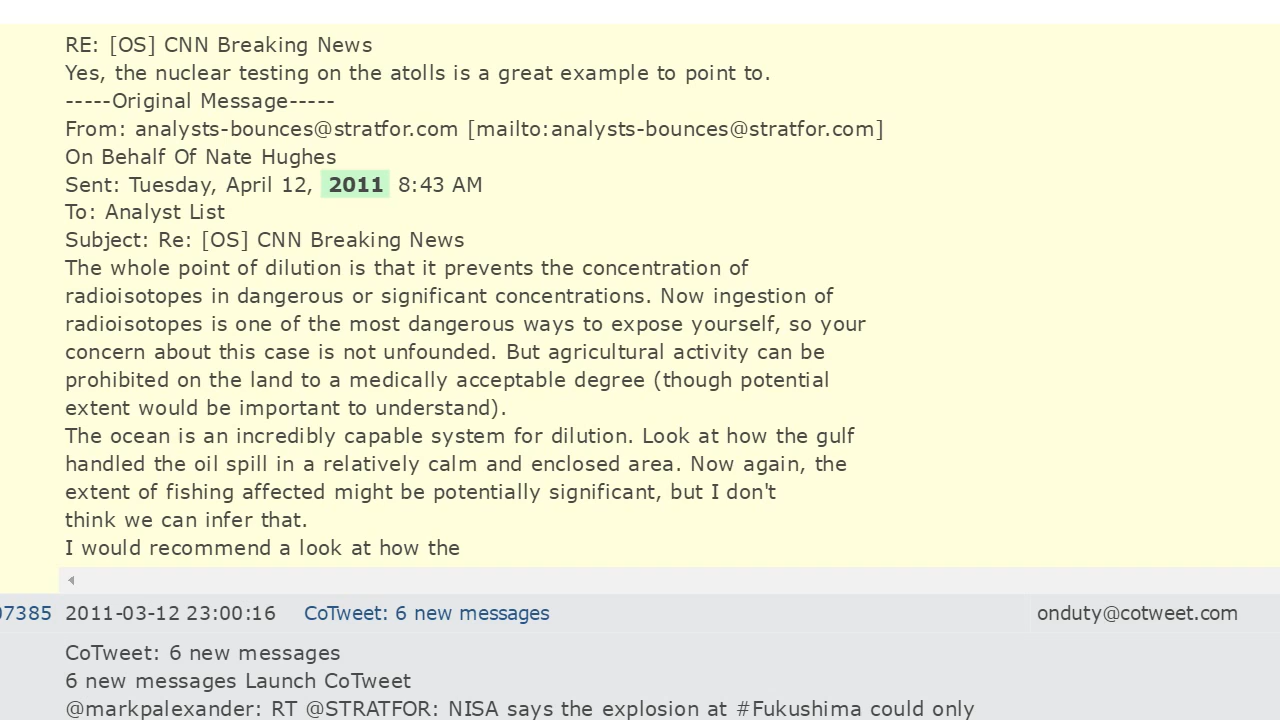 RE: [OS] CNN Breaking News
Yes, the nuclear testing on the atolls is a great example to point to.
-----Original Message-----
From: analysts-bounces@stratfor.com [mailto:analysts-bounces@stratfor.com]
On Behalf Of Nate Hughes
Sent: Tuesday, April 12, 2011 8:43 AM
To: Analyst List
Subject: Re: [OS] CNN Breaking News
The whole point of dilution is that it prevents the concentration of
radioisotopes in dangerous or significant concentrations. Now ingestion of
radioisotopes is one of the most dangerous ways to expose yourself, so your
concern about this case is not unfounded. But agricultural activity can be
prohibited on the land to a medically acceptable degree (though potential
extent would be important to understand).
The ocean is an incredibly capable system for dilution. Look at how the gulf
handled the oil spill in a relatively calm and enclosed area. Now again, the
extent of fishing affected might be potentially significant, but I don't
think we can infer that.
I would recommend a look at how the
07385 2011-03-12 23:00:16 CoTweet: 6 new messages onduty@cotweet.com
CoTweet: 6 new messages
6 new messages Launch CoTweet
@markpalexander: RT @STRATFOR: NISA says the explosion at #Fukushima could only